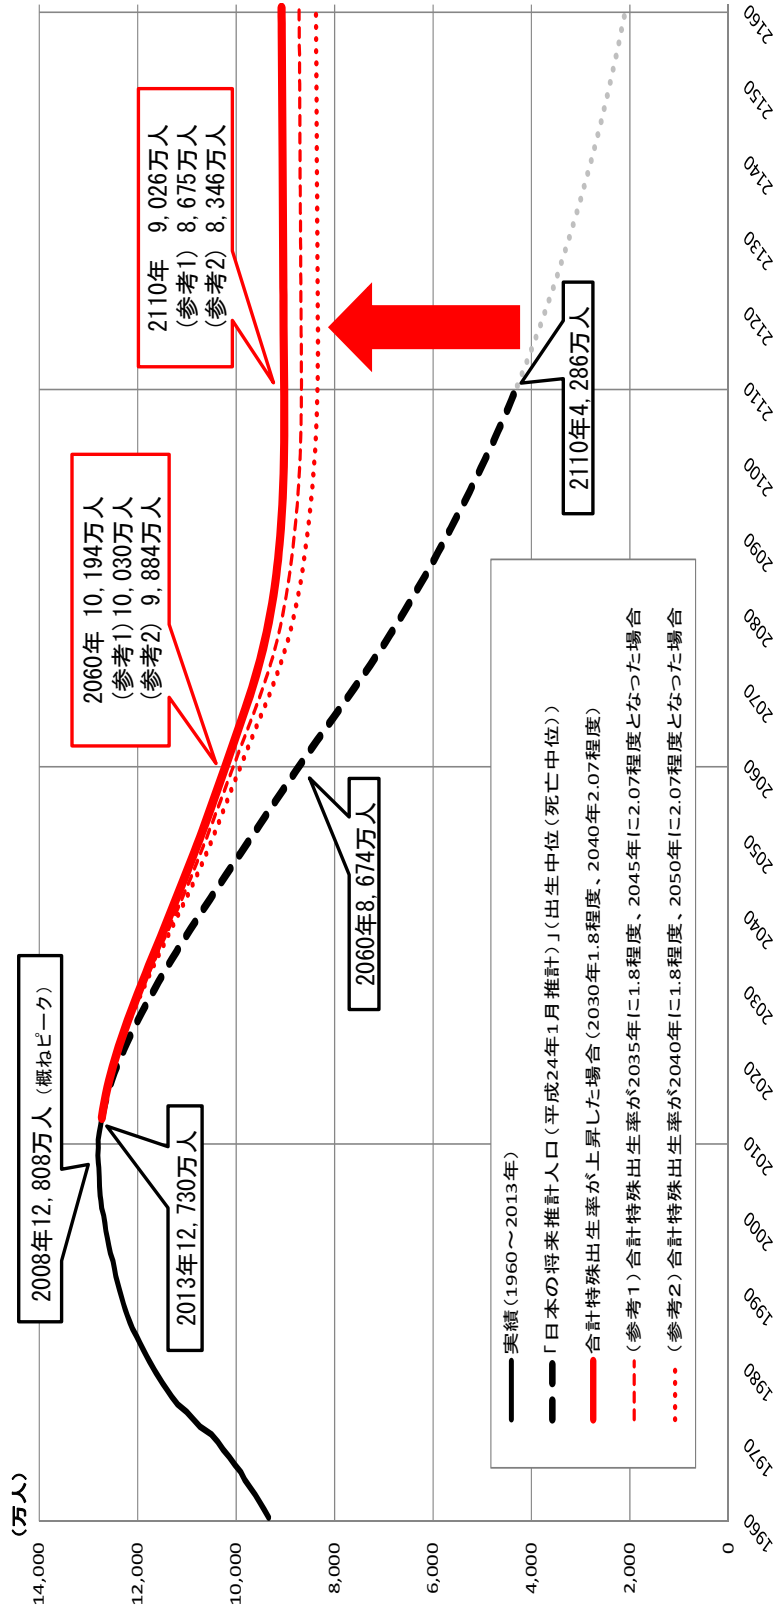 (万人)
14,000
12,000
10,000
8,000
6,000
4,000
2,000
0
2008年12,808万人 (概ねピーク)
2013年12,730万人
2060年 10,194万人
(参考1) 10,030万人
(参考2) 9,884万人
2110年 9,026万人
(参考1) 8,675万人
(参考2) 8,346万人
2060年8,674万人
2110年4,286万人
実績(1960～2013年)
「日本の将来推計人口(平成24年1月推計)」(出生中位(死亡中位))
合計特殊出生率が上昇した場合(2030年1.8程度、2040年2.07程度)
(参考1)合計特殊出生率が2035年に1.8程度、2045年に2.07程度となった場合
(参考2)合計特殊出生率が2040年に1.8程度、2050年に2.07程度となった場合
1960 1970 1980 1990 2000 2010 2020 2030 2040 2050 2060 2070 2080 2090 2100 2110 2120 2130 2140 2150 2160